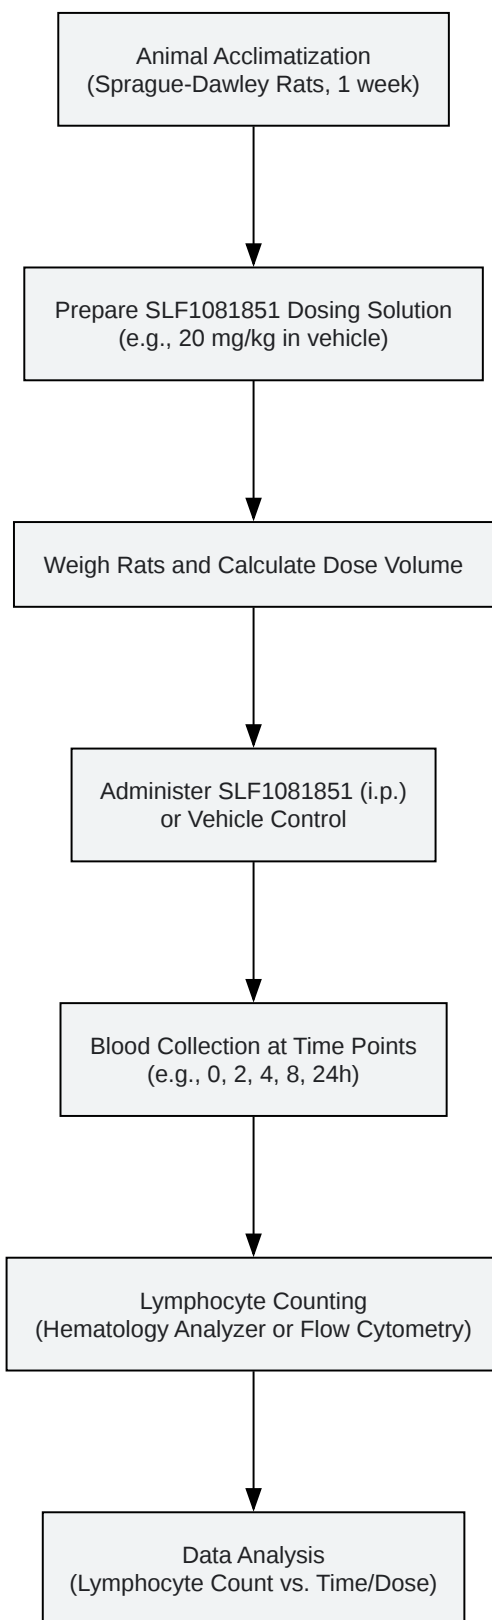 Animal Acclimatization
(Sprague-Dawley Rats, 1 week)
Prepare SLF1081851 Dosing Solution
(e.g., 20 mg/kg in vehicle)
Weigh Rats and Calculate Dose Volume
Administer SLF1081851 (i.p.)
or Vehicle Control
Blood Collection at Time Points
(e.g., 0, 2, 4, 8, 24h)
Lymphocyte Counting
(Hematology Analyzer or Flow Cytometry)
Data Analysis
(Lymphocyte Count vs. Time/Dose)